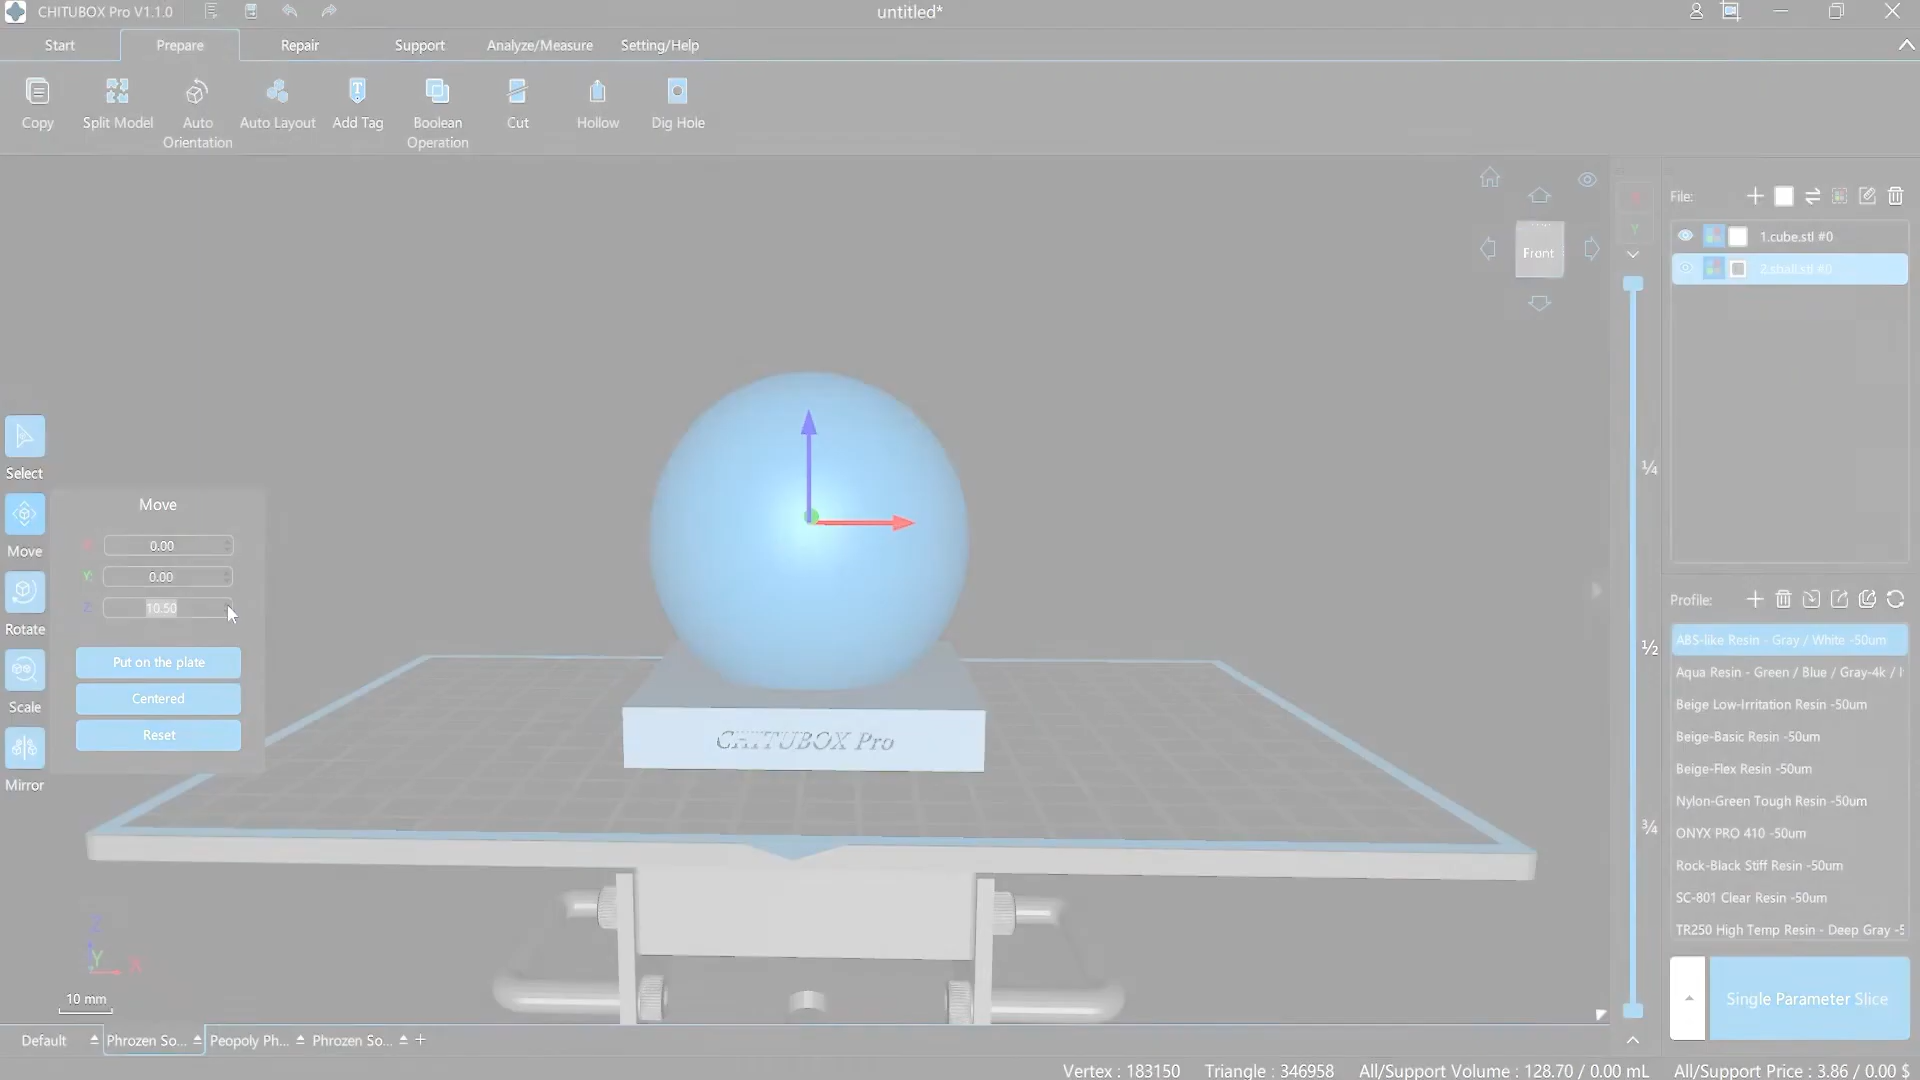 CHITUBOX Pro V1.1.0
untitled*
Start Prepare Repair Support Analyze/Measure Setting/Help
Copy Split Model Auto Orientation Auto Layout Add Tag Boolean Operation Cut Hollow Dig Hole
Front
X
Y
File:
1.cube.stl #0
¼
½
¾
Select
Move
Rotate
Scale
Mirror
Move
X: 0.00
Y: 0.00
Z: 10.50
Put on the plate
Centered
Reset
CHITUBOX Pro
Profile:
ABS-like Resin - Gray / White -50um
Aqua Resin - Green / Blue / Gray-4k / I
Beige Low-Irritation Resin -50um
Beige-Basic Resin -50um
Beige-Flex Resin -50um
Nylon-Green Tough Resin -50um
ONYX PRO 410 -50um
Rock-Black Stiff Resin -50um
SC-801 Clear Resin -50um
TR250 High Temp Resin - Deep Gray -5
Single Parameter Slice
Z
Y
X
10 mm
Default Phrozen So... Peopoly Ph... Phrozen So... +
Vertex : 183150 Triangle : 346958 All/Support Volume : 128.70 / 0.00 mL All/Support Price : 3.86 / 0.00 $